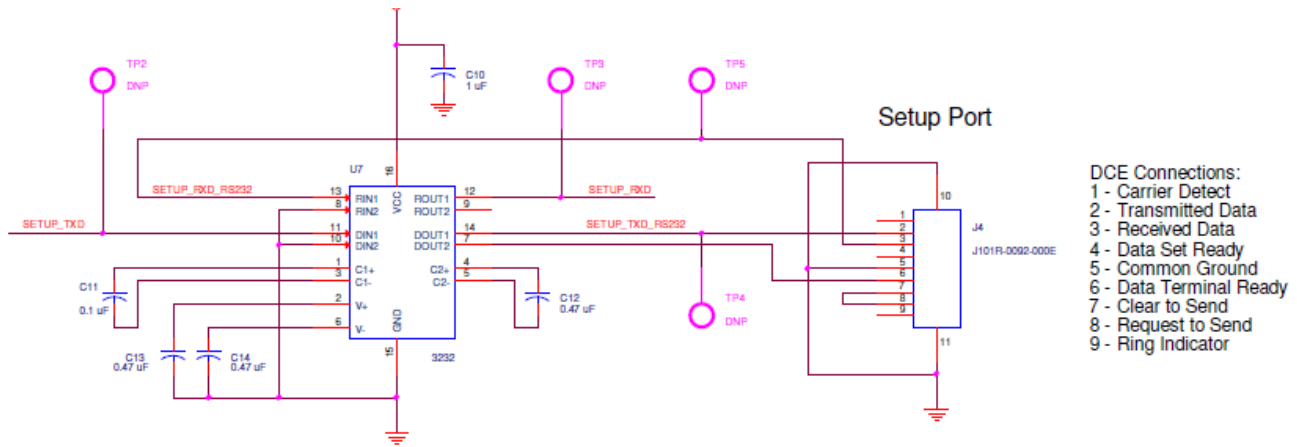 TP2
DNP
C10
1 uF
TP3
DNP
TP5
DNP
Setup Port
U7
16
VCC
SETUP_RXD_RS232
13
RIN1
8
RIN2
SETUP_TXD
11
DIN1
10
DIN2
1
C1+
3
C1-
2
V+
6
V-
GND
15
ROUT1
12
SETUP_RXD
ROUT2
9
DOUT1
14
SETUP_TXD_RS232
DOUT2
7
C2+
4
C2-
5
3232
C11
0.1 uF
C13
0.47 uF
C14
0.47 uF
C12
0.47 uF
TP4
DNP
10
1
2
3
4
5
6
7
8
9
11
J4
J101R-0092-000E
DCE Connections:
1 - Carrier Detect
2 - Transmitted Data
3 - Received Data
4 - Data Set Ready
5 - Common Ground
6 - Data Terminal Ready
7 - Clear to Send
8 - Request to Send
9 - Ring Indicator